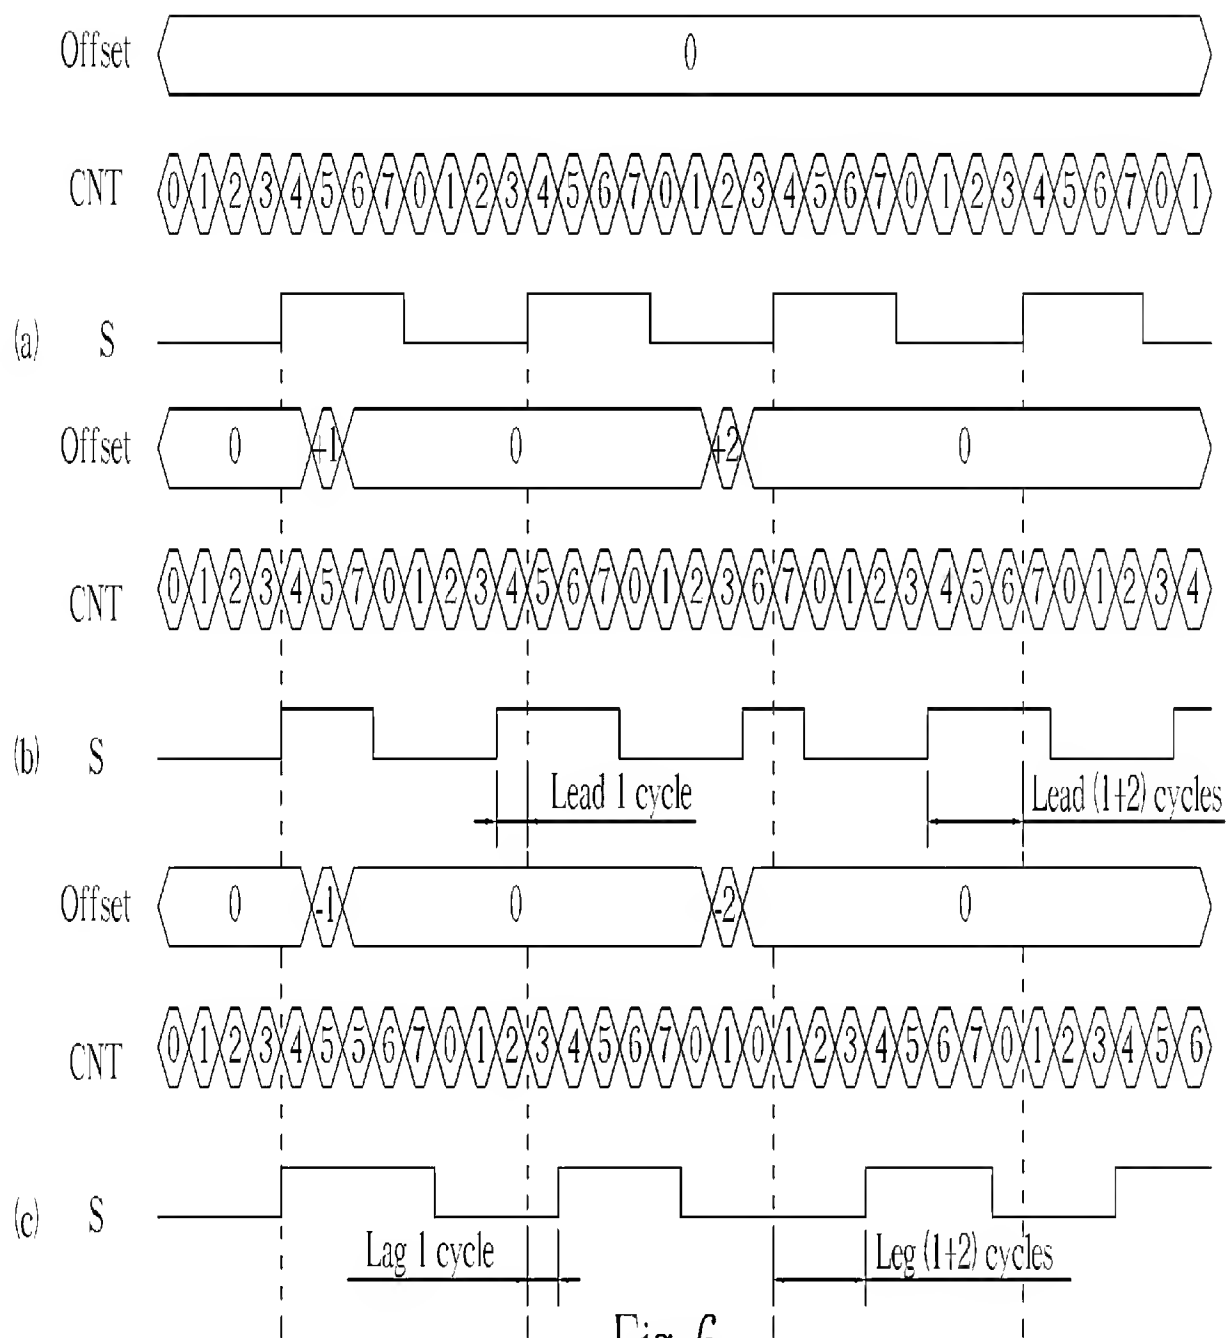 Offset 0
CNT 0 1 2 3 4 5 6 7 0 1 2 3 4 5 6 7 0 1 2 3 4 5 6 7 0 1 2 3 4 5 6 7 0 1
(a) S
Offset 0 +1 0 +2 0
CNT 0 1 2 3 4 5 7 0 1 2 3 4 5 6 7 0 1 2 3 6 7 0 1 2 3 4 5 6 7 0 1 2 3 4
(b) S
Lead 1 cycle Lead (1+2) cycles
Offset 0 -1 0 -2 0
CNT 0 1 2 3 4 5 5 6 7 0 1 2 3 4 5 6 7 0 1 0 1 2 3 4 5 6 7 0 1 2 3 4 5 6
(c) S
Lag 1 cycle Leg (1+2) cycles
Fig 6